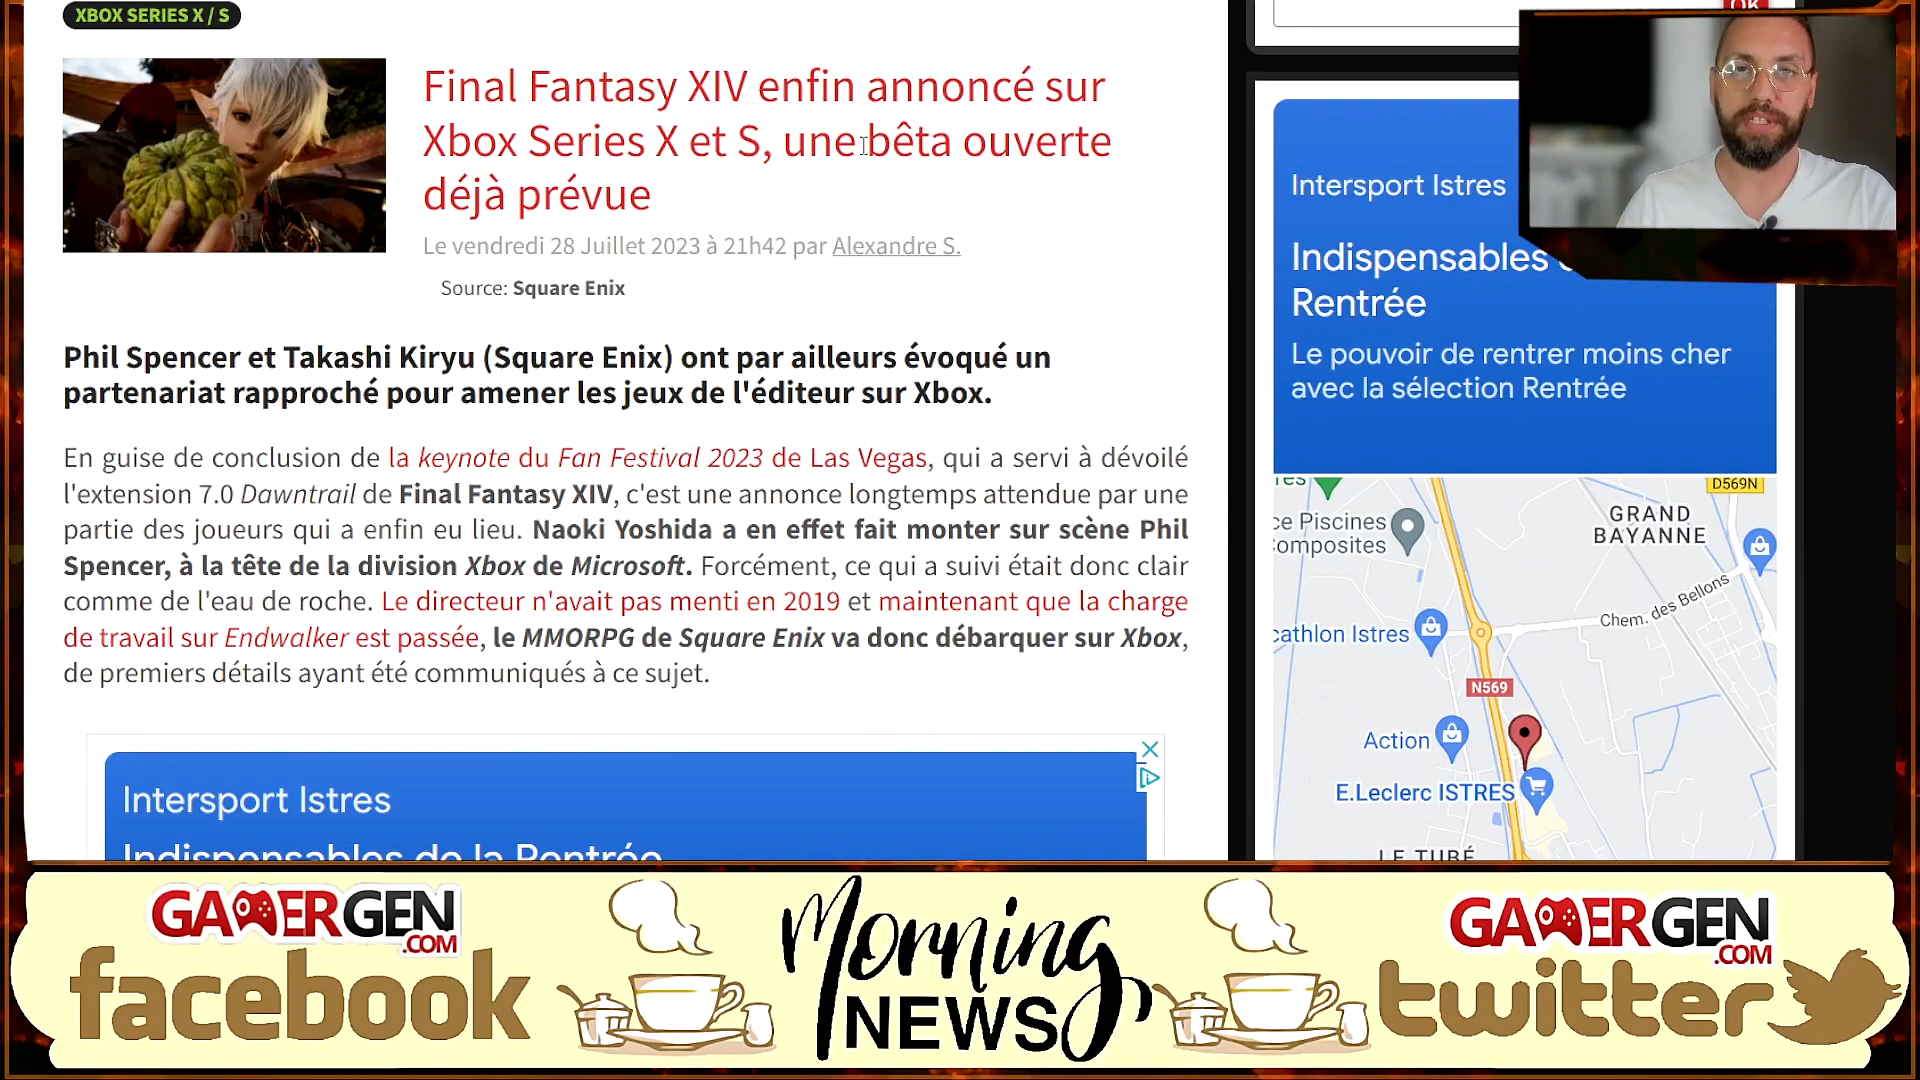 XBOX SERIES X / S
OK
Final Fantasy XIV enfin annoncé sur
Xbox Series X et S, une bêta ouverte
déjà prévue
Le vendredi 28 Juillet 2023 à 21h42 par Alexandre S.
Source: Square Enix
Phil Spencer et Takashi Kiryu (Square Enix) ont par ailleurs évoqué un
partenariat rapproché pour amener les jeux de l'éditeur sur Xbox.
En guise de conclusion de la keynote du Fan Festival 2023 de Las Vegas, qui a servi à dévoilé
l'extension 7.0 Dawntrail de Final Fantasy XIV, c'est une annonce longtemps attendue par une
partie des joueurs qui a enfin eu lieu. Naoki Yoshida a en effet fait monter sur scène Phil
Spencer, à la tête de la division Xbox de Microsoft. Forcément, ce qui a suivi était donc clair
comme de l'eau de roche. Le directeur n'avait pas menti en 2019 et maintenant que la charge
de travail sur Endwalker est passée, le MMORPG de Square Enix va donc débarquer sur Xbox,
de premiers détails ayant été communiqués à ce sujet.
Intersport Istres
Indispensables de la Rentrée
Intersport Istres
Indispensables
Rentrée
Le pouvoir de rentrer moins cher
avec la sélection Rentrée
D569N
ce Piscines
Composites
GRAND
BAYANNE
Chem. des Bellons
cathlon Istres
N569
Action
E.Leclerc ISTRES
LE TUBÉ
GAMERGEN
.COM
facebook
Morning
NEWS
GAMERGEN
.COM
twitter